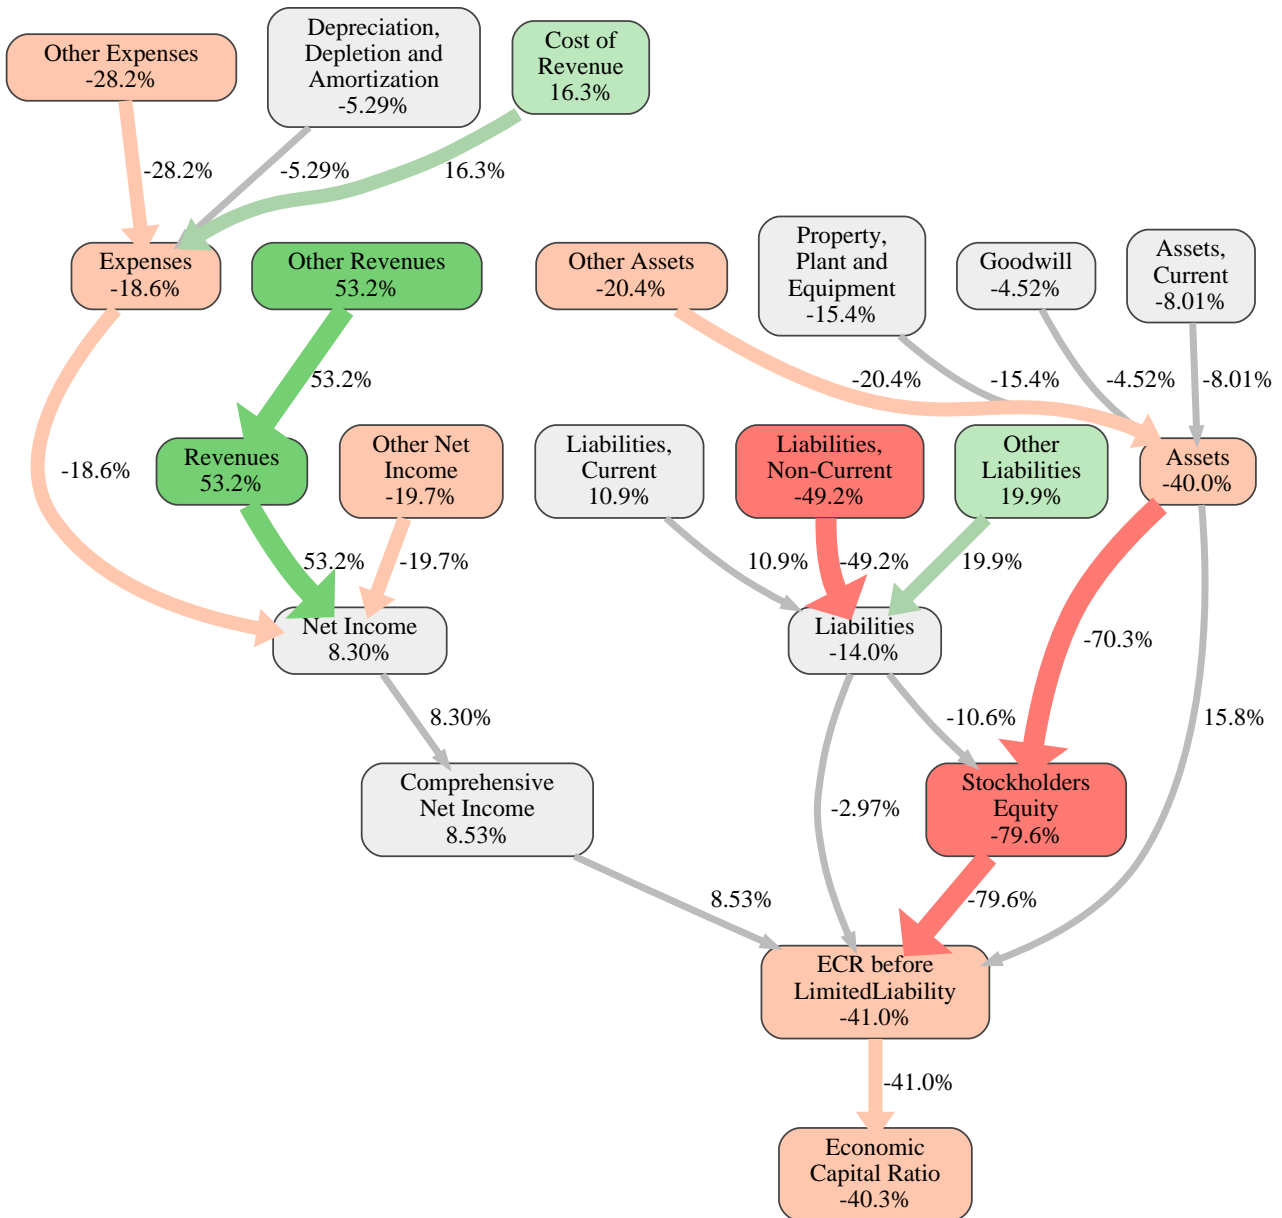 Other Expenses
-28.2%
Depreciation,
Depletion and
Amortization
-5.29%
Cost of
Revenue
16.3%
-28.2%
-5.29%
16.3%
Expenses
-18.6%
Other Revenues
53.2%
Other Assets
-20.4%
Property,
Plant and
Equipment
-15.4%
Goodwill
-4.52%
Assets,
Current
-8.01%
53.2%
-20.4%
-15.4%
-4.52%
-8.01%
-18.6%
Revenues
53.2%
Other Net
Income
-19.7%
Liabilities,
Current
10.9%
Liabilities,
Non-Current
-49.2%
Other
Liabilities
19.9%
Assets
-40.0%
53.2%
-19.7%
10.9%
-49.2%
19.9%
Net Income
8.30%
Liabilities
-14.0%
-70.3%
8.30%
-10.6%
15.8%
Comprehensive
Net Income
8.53%
-2.97%
Stockholders
Equity
-79.6%
8.53%
-79.6%
ECR before
LimitedLiability
-41.0%
-41.0%
Economic
Capital Ratio
-40.3%